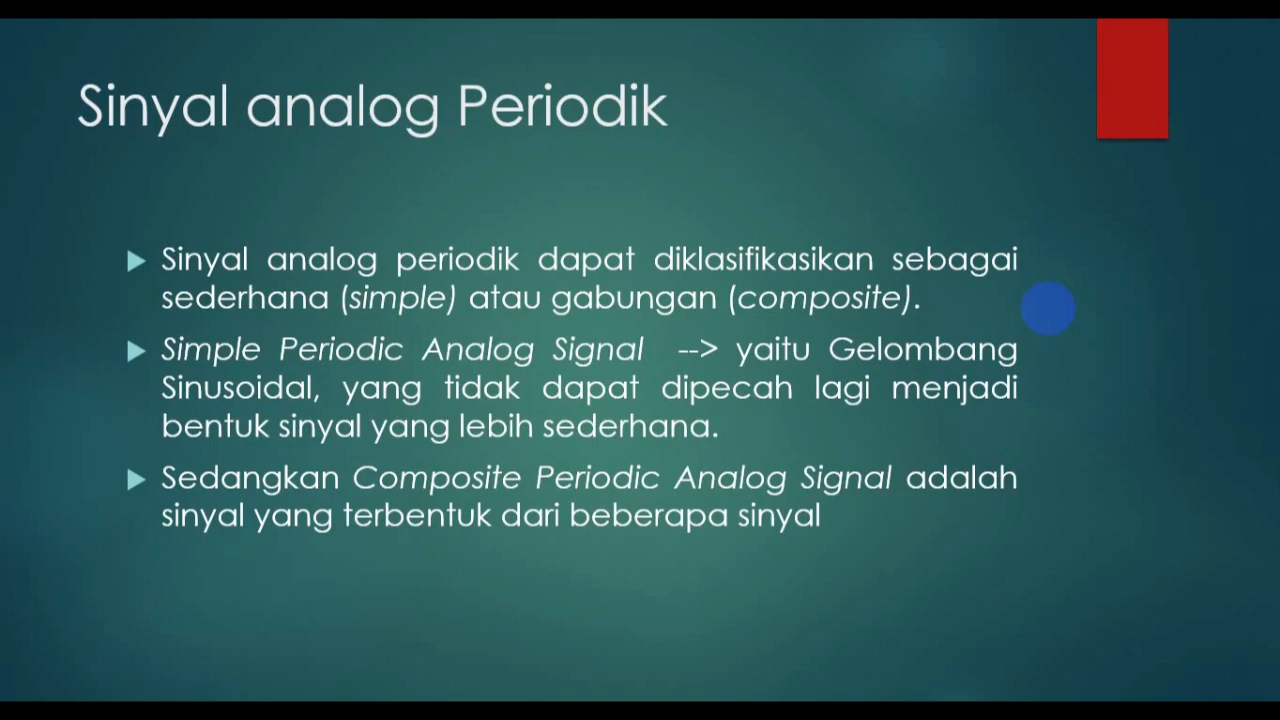 Sinyal analog Periodik
Sinyal analog periodik dapat diklasifikasikan sebagai
sederhana (simple) atau gabungan (composite).
Simple Periodic Analog Signal --> yaitu Gelombang
Sinusoidal, yang tidak dapat dipecah lagi menjadi
bentuk sinyal yang lebih sederhana.
Sedangkan Composite Periodic Analog Signal adalah
sinyal yang terbentuk dari beberapa sinyal